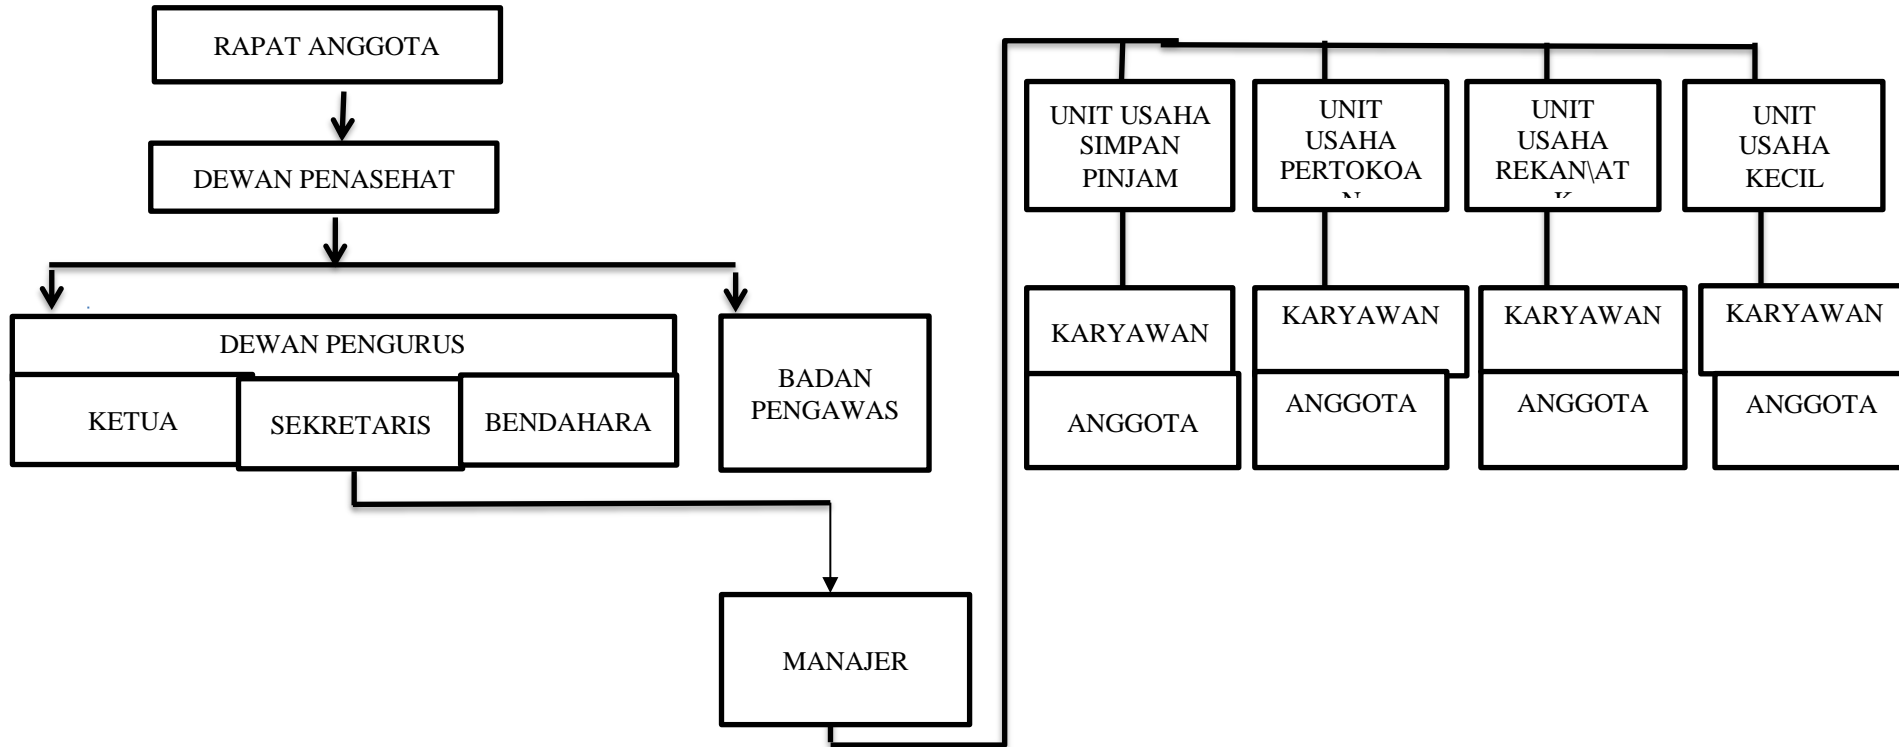 RAPAT ANGGOTA
DEWAN PENASEHAT
DEWAN PENGURUS
KETUA
SEKRETARIS
BENDAHARA
BADAN
PENGAWAS
MANAJER
UNIT USAHA
SIMPAN
PINJAM
UNIT
USAHA
PERTOKOA
N
UNIT
USAHA
REKAN\AT
K
UNIT
USAHA
KECIL
KARYAWAN
KARYAWAN
KARYAWAN
KARYAWAN
ANGGOTA
ANGGOTA
ANGGOTA
ANGGOTA